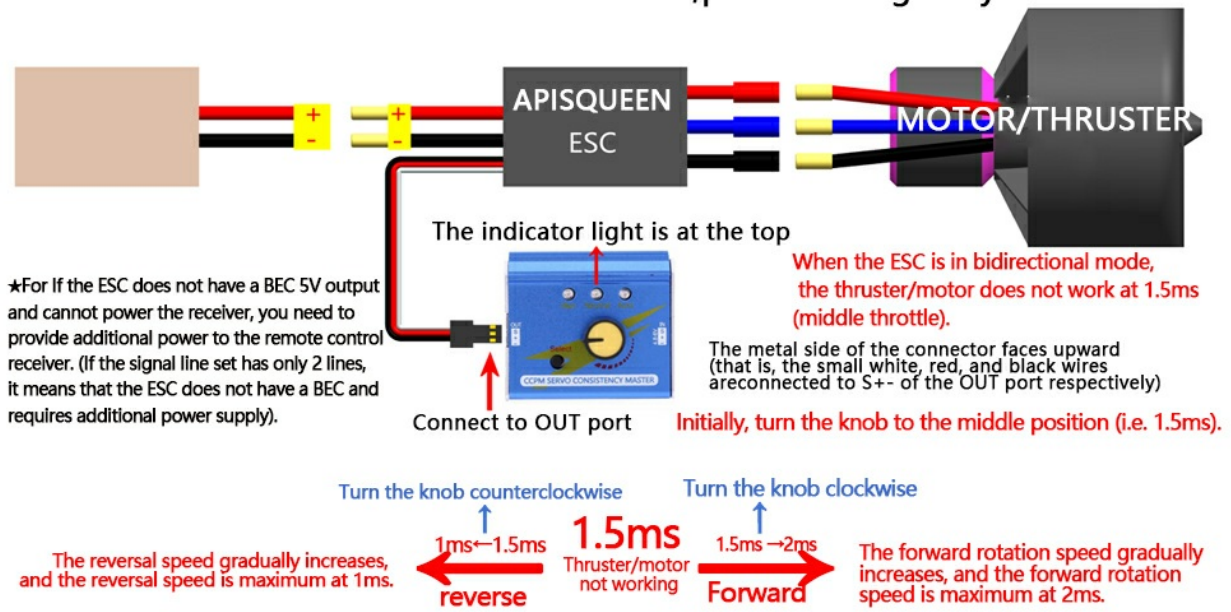 +
-
+
-
APISQUEEN
ESC
MOTOR/THRUSTER
The indicator light is at the top
★For If the ESC does not have a BEC 5V output
and cannot power the receiver, you need to
provide additional power to the remote control
receiver. (If the signal line set has only 2 lines,
it means that the ESC does not have a BEC and
requires additional power supply).
OUT
Select
CCPM SERVO CONSISTENCY MASTER
Connect to OUT port
When the ESC is in bidirectional mode,
the thruster/motor does not work at 1.5ms
(middle throttle).
The metal side of the connector faces upward
(that is, the small white, red, and black wires
areconnected to S+- of the OUT port respectively)
Initially, turn the knob to the middle position (i.e. 1.5ms).
Turn the knob counterclockwise
Turn the knob clockwise
1ms←1.5ms
1.5ms
1.5ms→2ms
The reversal speed gradually increases,
and the reversal speed is maximum at 1ms.
reverse
Thruster/motor
not working
Forward
The forward rotation speed gradually
increases, and the forward rotation
speed is maximum at 2ms.